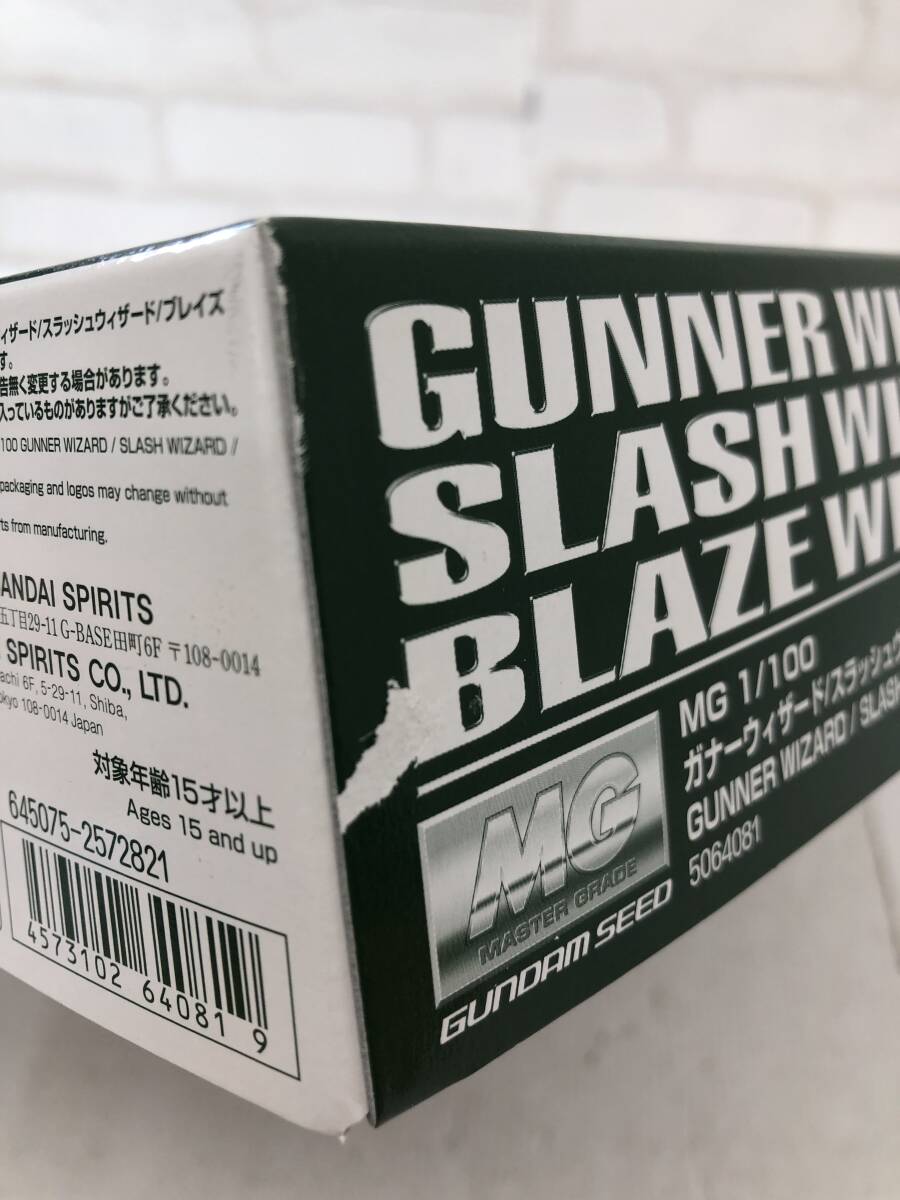 ィザード/スラッシュウィザード/ブレイズ
す。
告無く変更する場合があります。
入っているものがありますがご了承ください。
100 GUNNER WIZARD / SLASH WIZARD /
packaging and logos may change without
rts from manufacturing.
ANDAI SPIRITS
五丁目29-11 G-BASE田町6F 〒108-0014
SPIRITS CO., LTD.
achi 6F, 5-29-11, Shiba,
okyo 108-0014 Japan
対象年齢15才以上
Ages 15 and up
645075-2572821
4573102 64081 9
GUNNER WI
SLASH WI
BLAZE WI
MG 1/100
ガナーウィザード/スラッシュウ
GUNNER WIZARD / SLASH
5064081
MG
MASTER GRADE
GUNDAM SEED